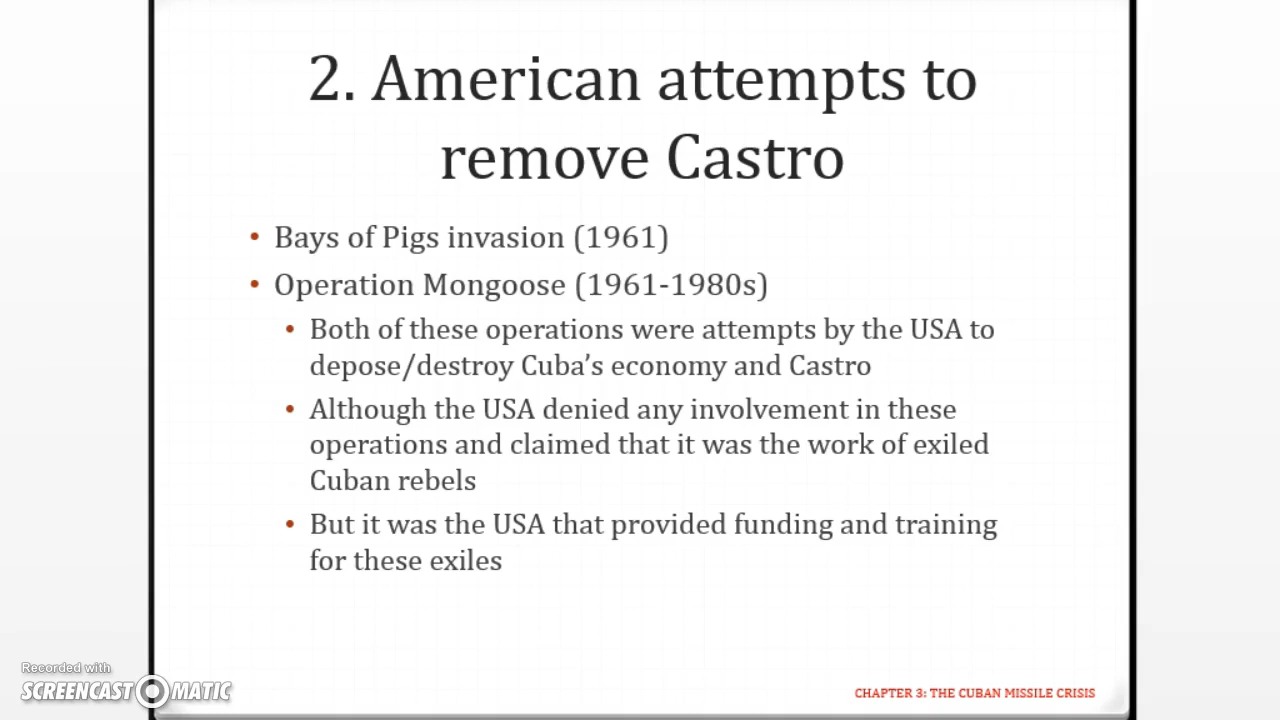 2. American attempts to
remove Castro
• Bays of Pigs invasion (1961)
• Operation Mongoose (1961-1980s)
• Both of these operations were attempts by the USA to
depose/destroy Cuba’s economy and Castro
• Although the USA denied any involvement in these
operations and claimed that it was the work of exiled
Cuban rebels
• But it was the USA that provided funding and training
for these exiles
Recorded with
SCREENCAST MATIC
CHAPTER 3: THE CUBAN MISSILE CRISIS